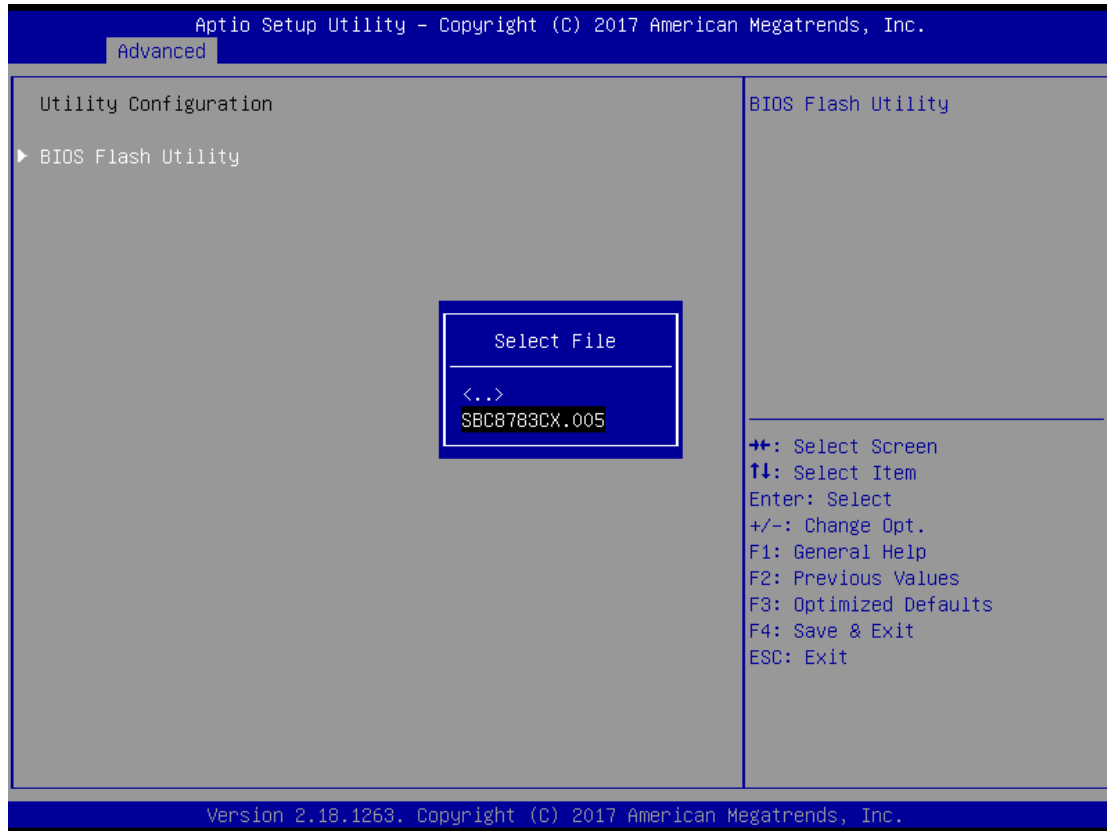 Aptio Setup Utility – Copyright (C) 2017 American Megatrends, Inc.
Advanced
Utility Configuration
▶ BIOS Flash Utility
Select File
<..>
SBC8783CX.005
BIOS Flash Utility
→←: Select Screen
↑↓: Select Item
Enter: Select
+/-: Change Opt.
F1: General Help
F2: Previous Values
F3: Optimized Defaults
F4: Save & Exit
ESC: Exit
Version 2.18.1263. Copyright (C) 2017 American Megatrends, Inc.